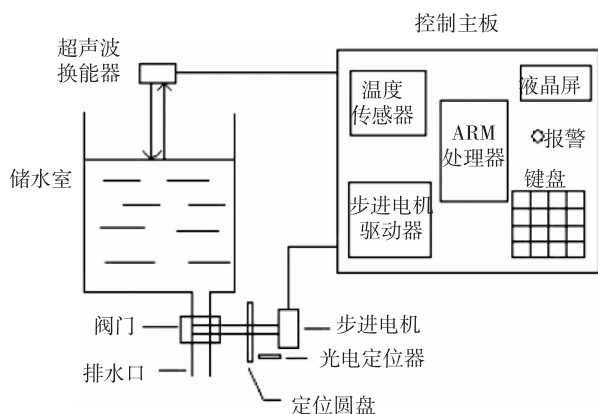 控制主板
超声波
换能器
温度
传感器
液晶屏
ARM
处理器
报警
储水室
键盘
步进电机
驱动器
阀门
步进电机
光电定位器
排水口
定位圆盘